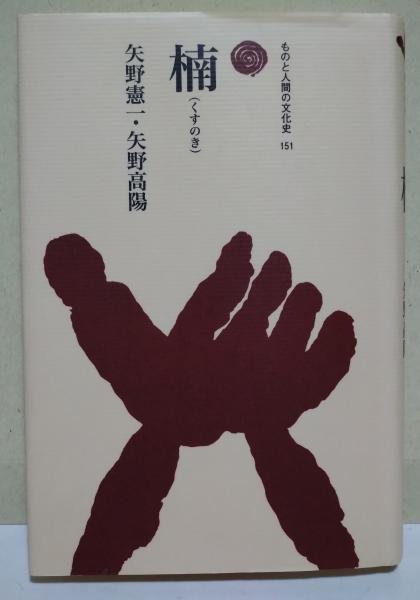 ものと人間の文化史 151
楠
(くすのき)
矢野憲一・矢野高陽